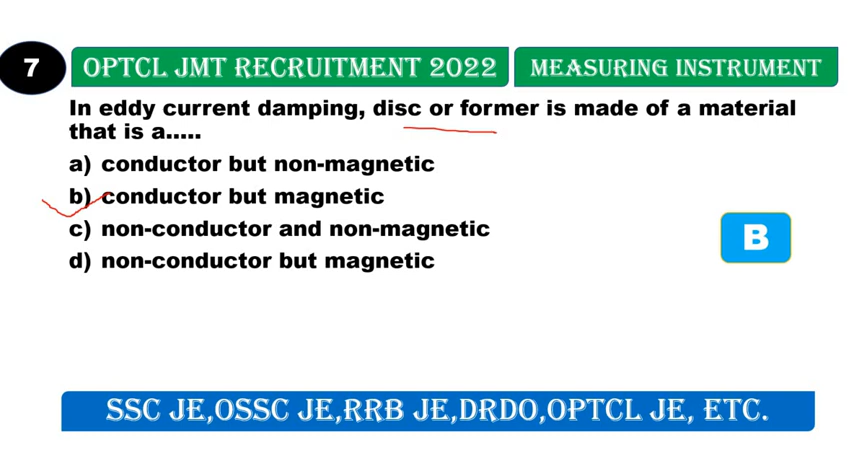 7
OPTCL JMT RECRUITMENT 2022
MEASURING INSTRUMENT
In eddy current damping, disc or former is made of a material
that is a.....
a) conductor but non-magnetic
b) conductor but magnetic
c) non-conductor and non-magnetic
d) non-conductor but magnetic
B
SSC JE,OSSC JE,RRB JE,DRDO,OPTCL JE, ETC.